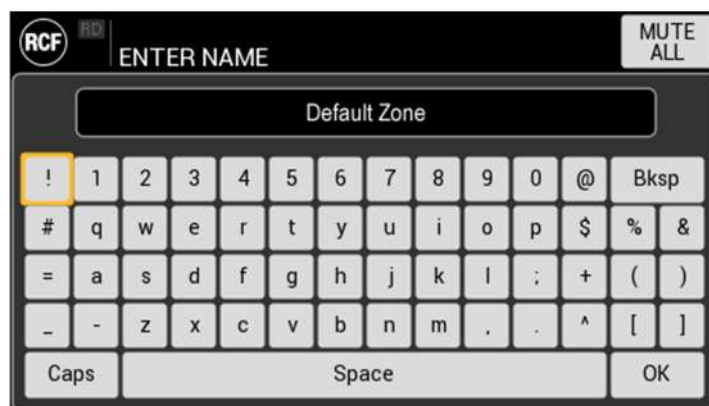 RCF RD ENTER NAME MUTE
ALL
Default Zone
! 1 2 3 4 5 6 7 8 9 0 @ Bksp
# q w e r t y u i o p $ % &
= a s d f g h j k l ; + ( )
_ - z x c v b n m , . ^ [ ]
Caps Space OK